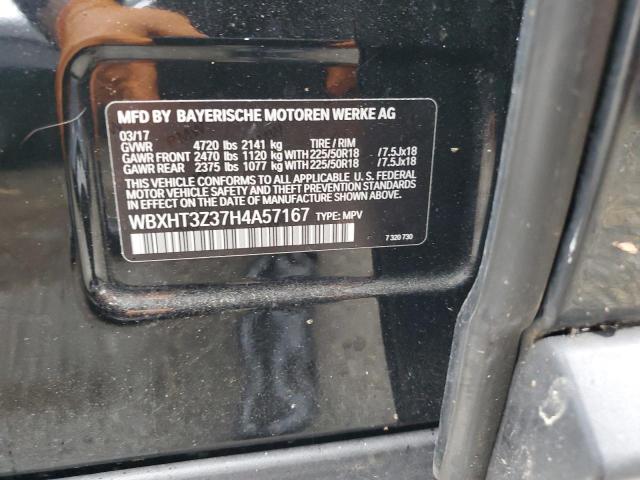 MFD BY BAYERISCHE MOTOREN WERKE AG
03/17
GVWR 4720 lbs 2141 kg TIRE / RIM
GAWR FRONT 2470 lbs 1120 kg WITH 225/50R18 /7.5Jx18
GAWR REAR 2375 lbs 1077 kg WITH 225/50R18 /7.5Jx18
THIS VEHICLE CONFORMS TO ALL APPLICABLE U. S. FEDERAL
MOTOR VEHICLE SAFETY, BUMPER, AND THEFT PREVENTION
STANDARDS IN EFFECT ON THE DATE OF MANUFACTURE SHOWN
ABOVE.
WBXHT3Z37H4A57167 TYPE: MPV
7 320 730